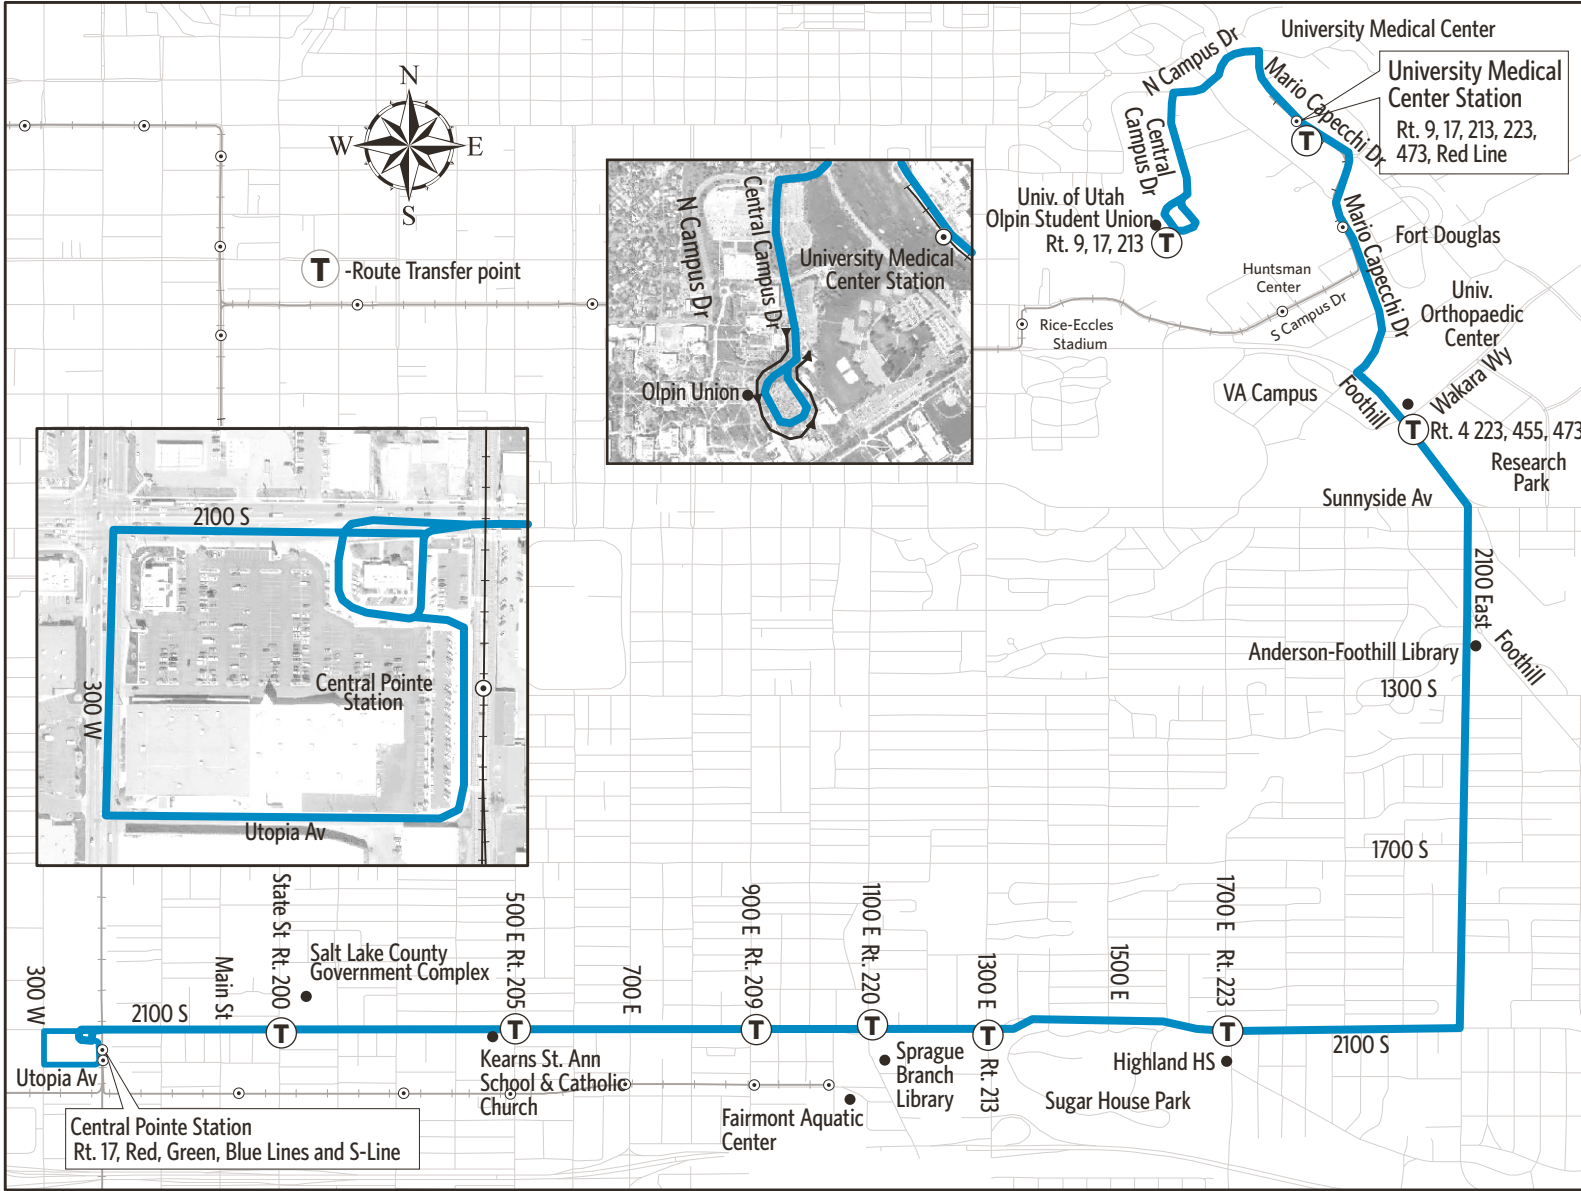 University Medical Center
N Campus Dr
Mario Capecchi Dr
University Medical
Center Station
Rt. 9, 17, 213, 223,
473, Red Line
N
W
E
S
T
-Route Transfer point
Central
Campus Dr
T
Univ. of Utah
Olpin Student Union
Rt. 9, 17, 213
T
Mario Capecchi Dr
Fort Douglas
Huntsman
Center
S Campus Dr
Rice-Eccles
Stadium
Univ.
Orthopaedic
Center
VA Campus
Foothill
Wakara Wy
T
Rt. 4 223, 455, 473
Research
Park
Sunnyside Av
N Campus Dr
Central Campus Dr
University Medical
Center Station
Olpin Union
2100 S
300 W
Central Pointe
Station
Utopia Av
2100 East
Anderson-Foothill Library
Foothill
1300 S
1700 S
300 W
2100 S
Main St
State St Rt. 200
T
Salt Lake County
Government Complex
500 E Rt. 205
T
Kearns St. Ann
School & Catholic
Church
700 E
900 E Rt. 209
T
1100 E Rt. 220
T
Sprague
Branch
Library
Fairmont Aquatic
Center
1300 E
T
Rt. 213
1500 E
Sugar House Park
1700 E Rt. 223
T
Highland HS
2100 S
Utopia Av
Central Pointe Station
Rt. 17, Red, Green, Blue Lines and S-Line